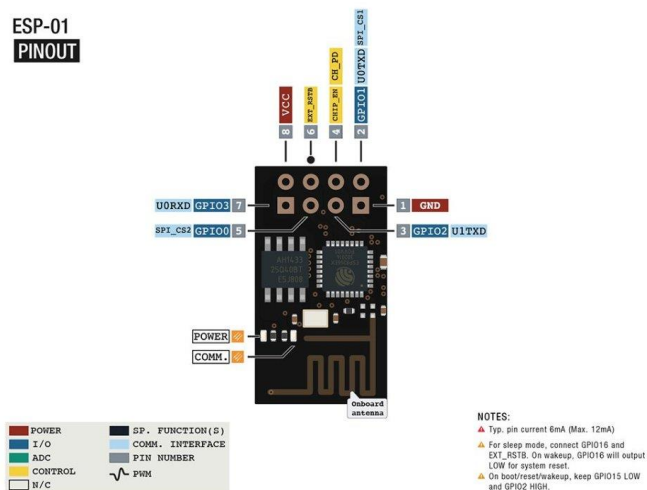 ESP-01
PINOUT
8 VCC
6 EXT_RSTB
4 CHIP_EN CH_PD
2 GPIO1 U0TXD SPI_CS1
U0RXD GPIO3 7
1 GND
SPI_CS2 GPIO0 5
3 GPIO2 U1TXD
POWER
COMM.
Onboard
antenna
POWER
I/O
ADC
CONTROL
N/C
SP. FUNCTION(S)
COMM. INTERFACE
PIN NUMBER
PWM
NOTES:
Typ. pin current 6mA (Max. 12mA)
For sleep mode, connect GPIO16 and
EXT_RSTB. On wakeup, GPIO16 will output
LOW for system reset.
On boot/reset/wakeup, keep GPIO15 LOW
and GPIO2 HIGH.